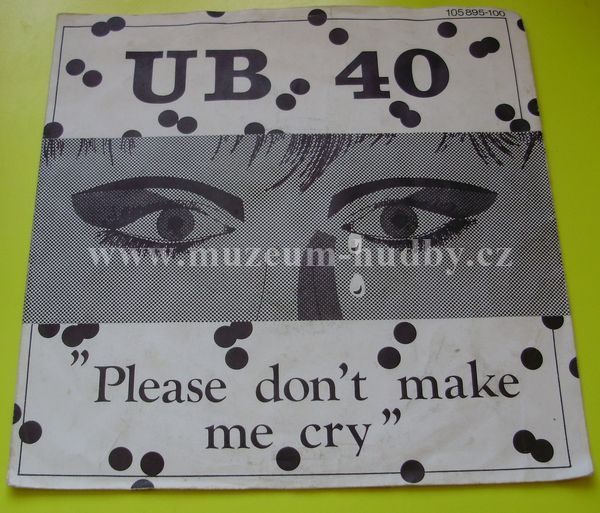 105 895-100
UB 40
www.muzeum-hudby.cz
"Please don't make
me cry"